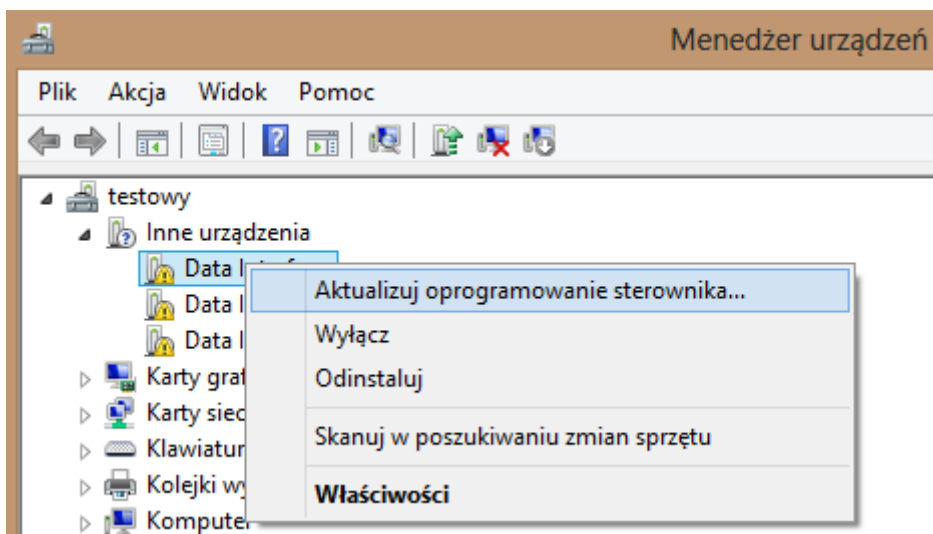 Menedżer urządzeń
Plik Akcja Widok Pomoc
testowy
Inne urządzenia
Data
Aktualizuj oprogramowanie sterownika...
Data
Wyłącz
Data
Karty
Odinstaluj
Karty
Skanuj w poszukiwaniu zmian sprzętu
Kolejki
Właściwości
Komputer